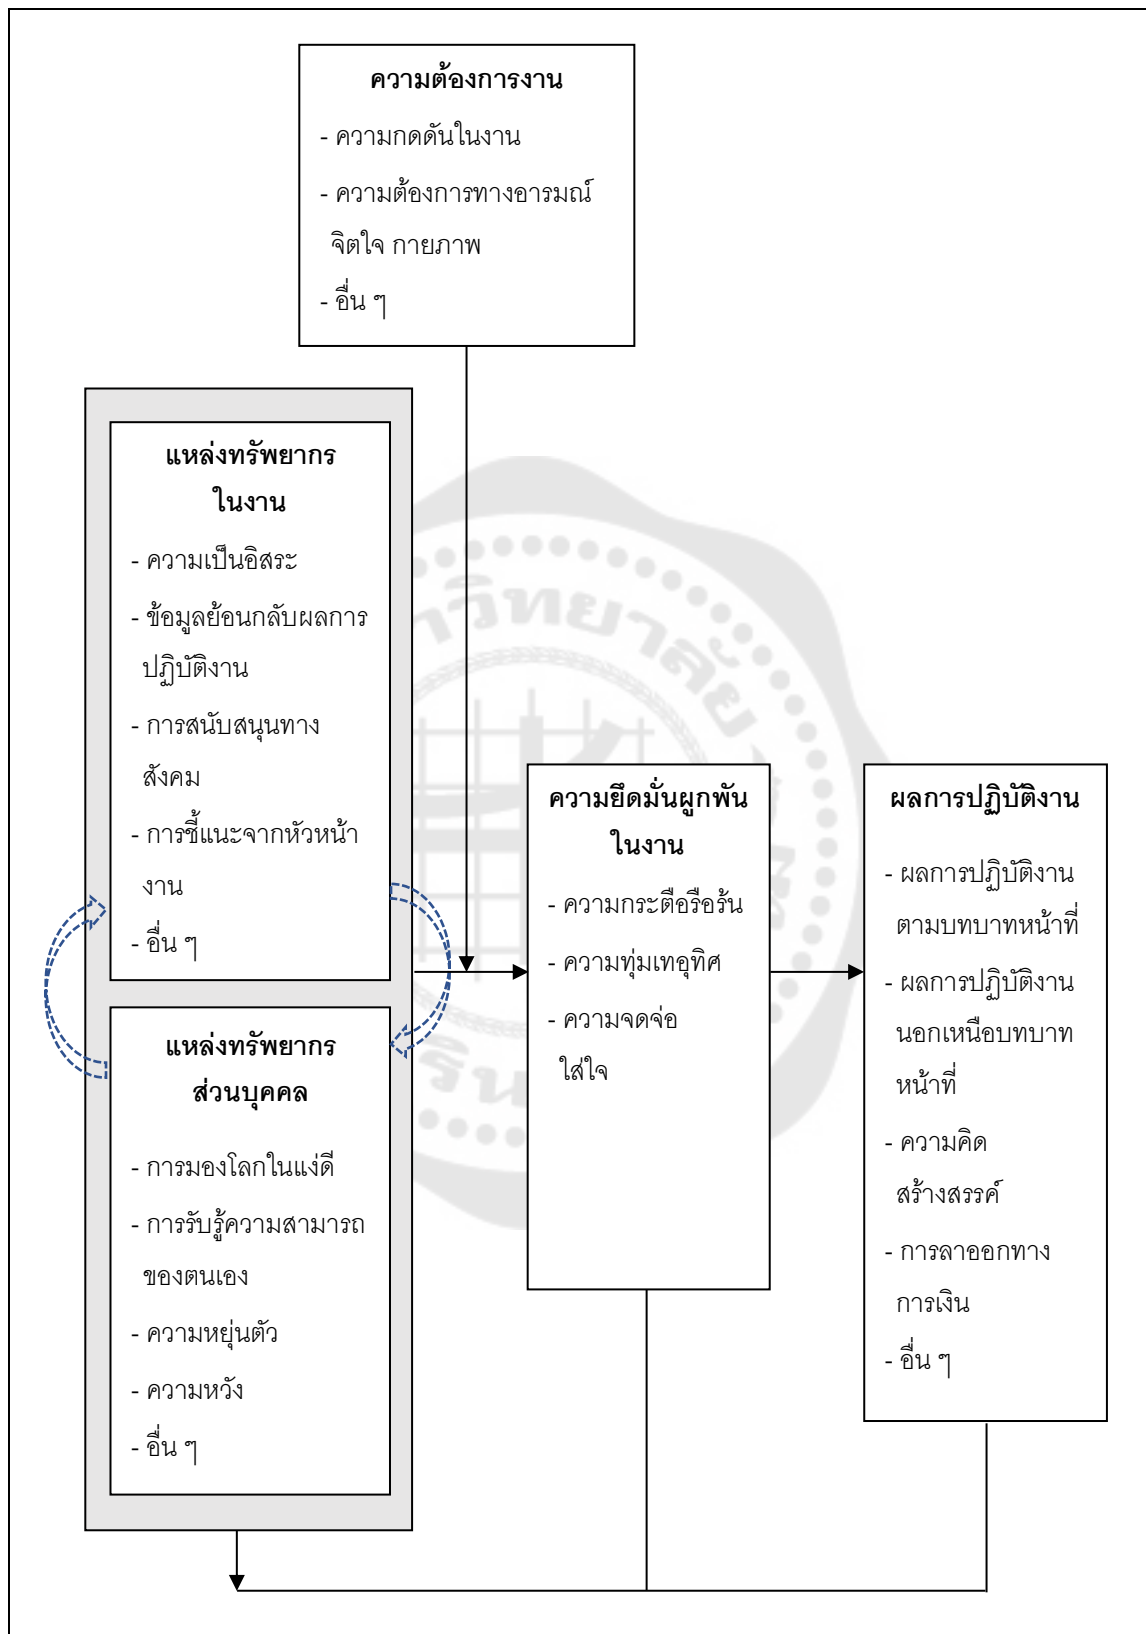 ความต้องการงาน
- ความกดดันในงาน
- ความต้องการทางอารมณ์
จิตใจ กายภาพ
- อื่น ๆ
แหล่งทรัพยากร
ในงาน
- ความเป็นอิสระ
- ข้อมูลย้อนกลับผลการ
ปฏิบัติงาน
- การสนับสนุนทาง
สังคม
- การชี้แนะจากหัวหน้า
งาน
- อื่น ๆ
แหล่งทรัพยากร
ส่วนบุคคล
- การมองโลกในแง่ดี
- การรับรู้ความสามารถ
ของตนเอง
- ความหยุ่นตัว
- ความหวัง
- อื่น ๆ
ความยึดมั่นผูกพัน
ในงาน
- ความกระตือรือร้น
- ความทุ่มเทอุทิศ
- ความจดจ่อ
ใส่ใจ
ผลการปฏิบัติงาน
- ผลการปฏิบัติงาน
ตามบทบาทหน้าที่
- ผลการปฏิบัติงาน
นอกเหนือบทบาท
หน้าที่
- ความคิด
สร้างสรรค์
- การลาออกทาง
การเงิน
- อื่น ๆ